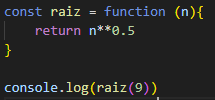 const raiz = function (n){
    return n**0.5
}

console.log(raiz(9))